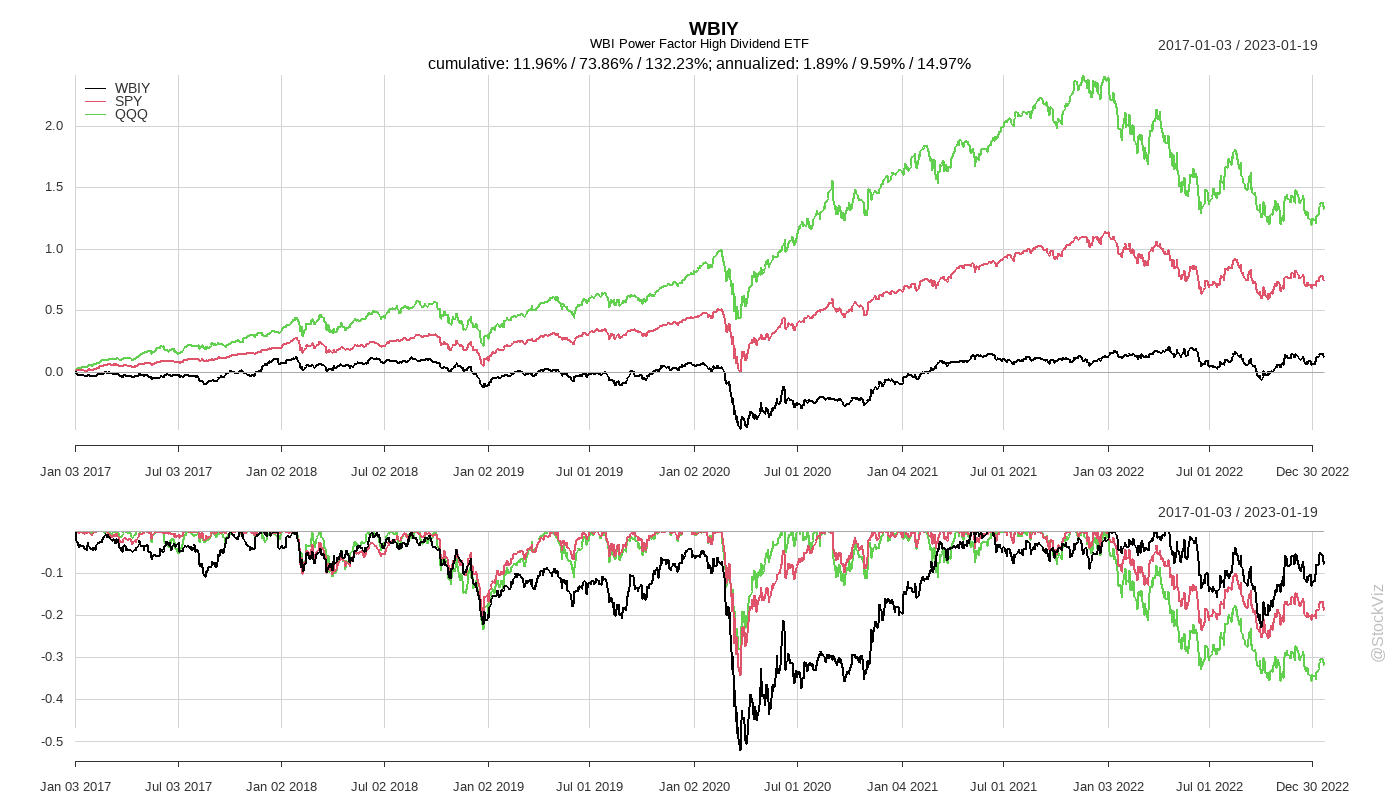 WBIY
WBI Power Factor High Dividend ETF
2017-01-03 / 2023-01-19
cumulative: 11.96% / 73.86% / 132.23%; annualized: 1.89% / 9.59% / 14.97%
WBIY
SPY
QQQ
2.0
1.5
1.0
0.5
0.0
Jan 03 2017 Jul 03 2017 Jan 02 2018 Jul 02 2018 Jan 02 2019 Jul 01 2019 Jan 02 2020 Jul 01 2020 Jan 04 2021 Jul 01 2021 Jan 03 2022 Jul 01 2022 Dec 30 2022
2017-01-03 / 2023-01-19
-0.1
-0.2
-0.3
-0.4
-0.5
Jan 03 2017 Jul 03 2017 Jan 02 2018 Jul 02 2018 Jan 02 2019 Jul 01 2019 Jan 02 2020 Jul 01 2020 Jan 04 2021 Jul 01 2021 Jan 03 2022 Jul 01 2022 Dec 30 2022
@StockViz